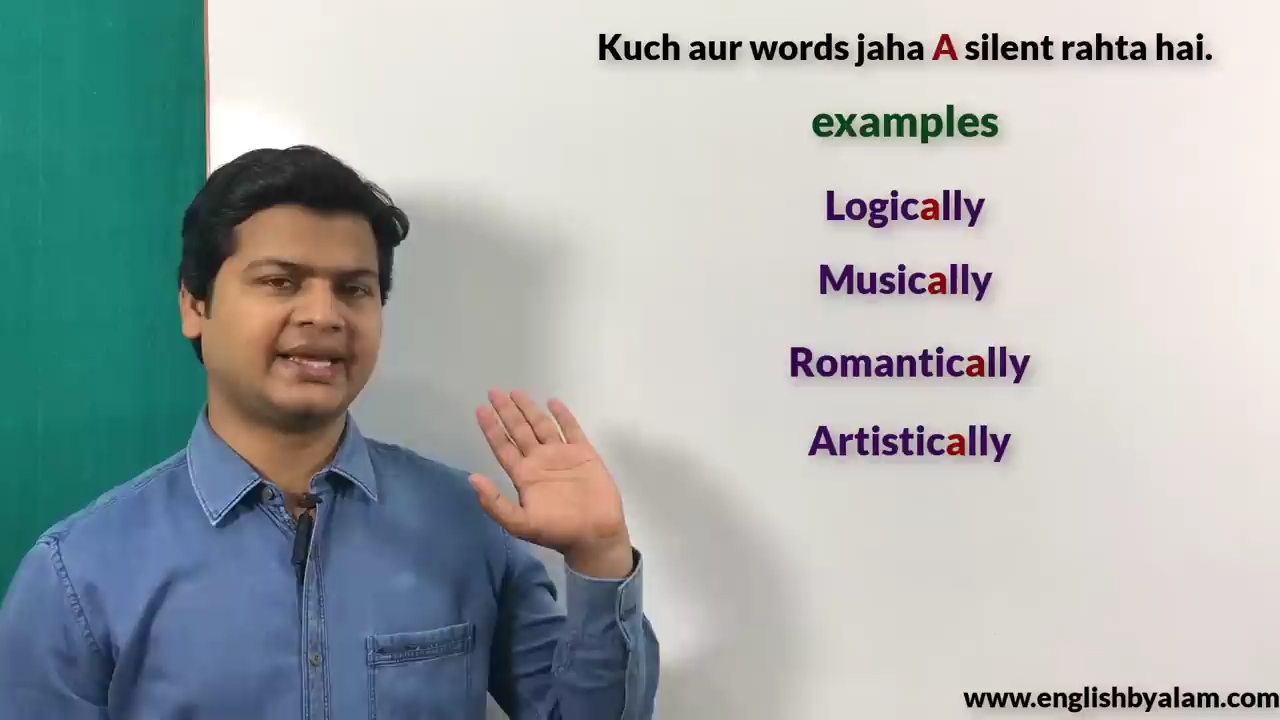 Kuch aur words jaha A silent rahta hai.
examples
Logically
Musically
Romantically
Artistically
www.englishbyalam.com